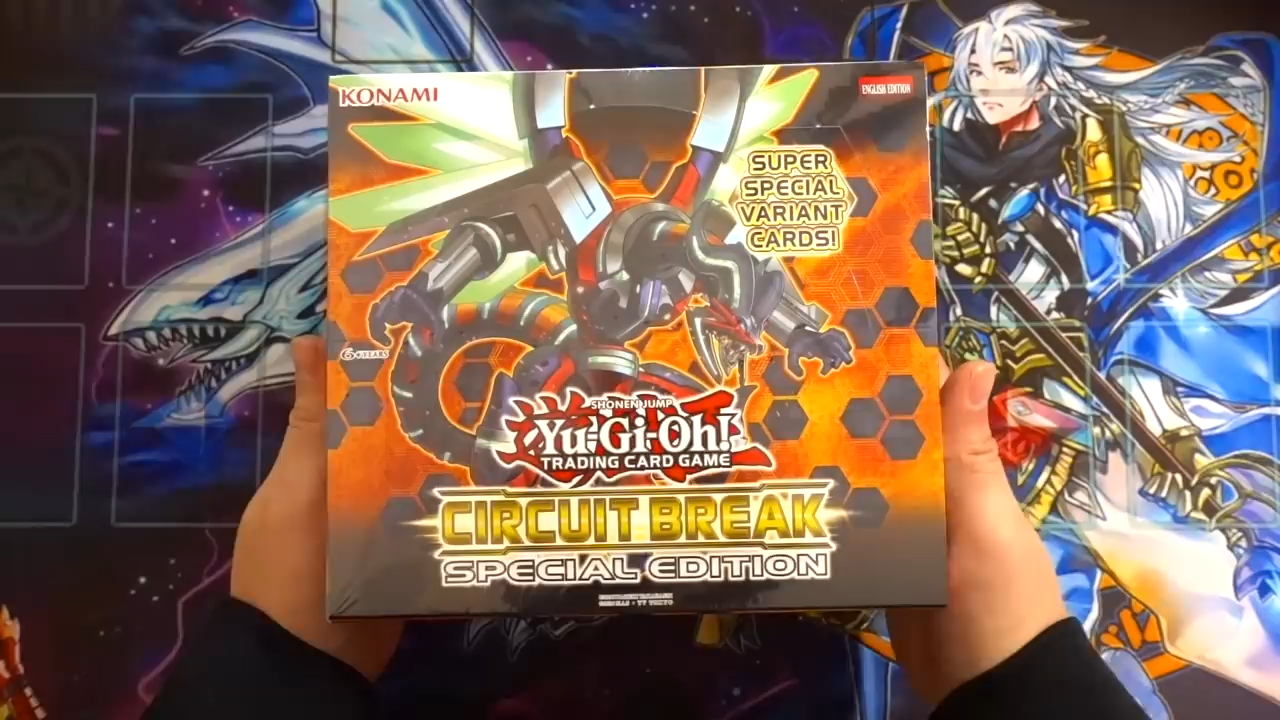 KONAMI
ENGLISH EDITION
SUPER
SPECIAL
VARIANT
CARDS!
6+YEARS
SHONEN JUMP
Yu-Gi-Oh!
TRADING CARD GAME
CIRCUIT BREAK
SPECIAL EDITION